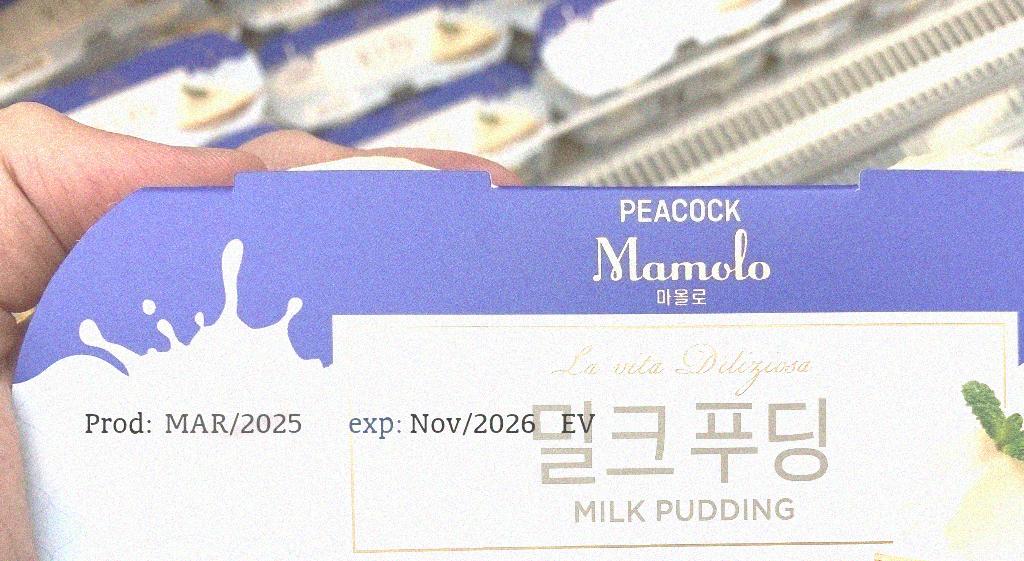 PEACOCK
Mamolo
마몰로
La vita Diliziosa
Prod: MAR/2025 exp: Nov/2026 EV
밀크푸딩
MILK PUDDING